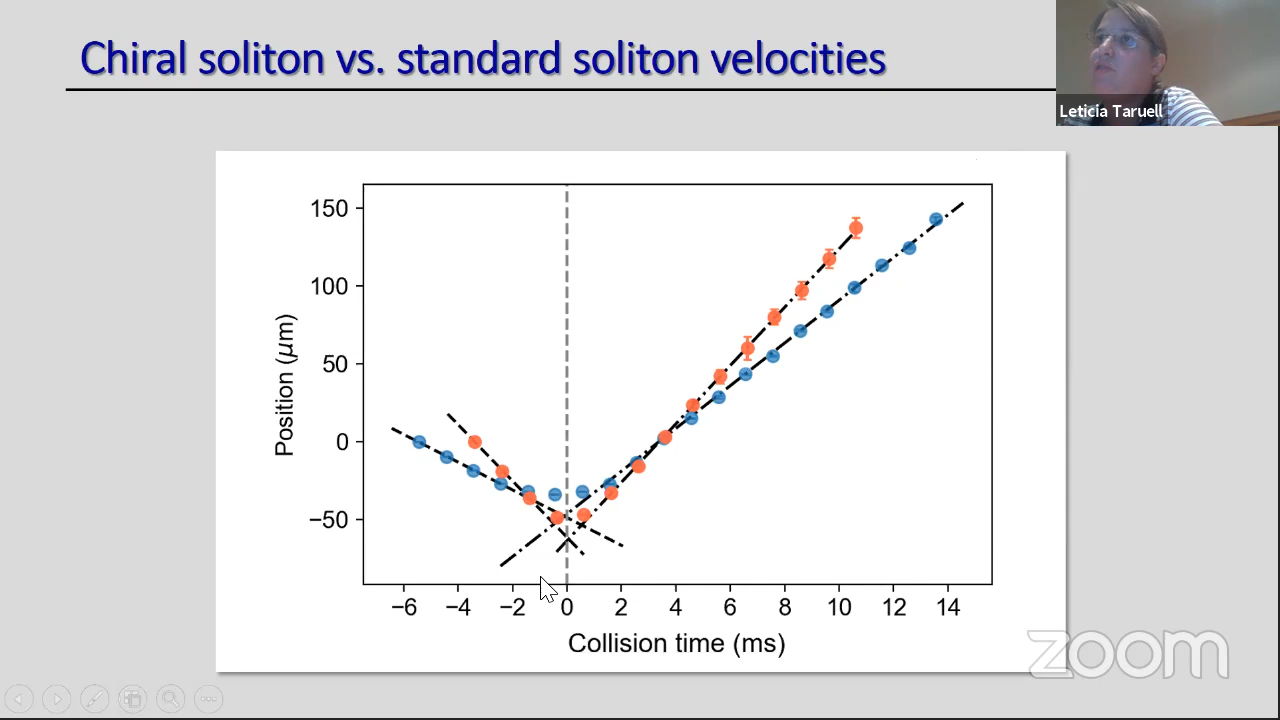 Chiral soliton vs. standard soliton velocities
Leticia Taruell
150
100
50
0
−50
Position (μm)
−6 −4 −2 0 2 4 6 8 10 12 14
Collision time (ms)
zoom